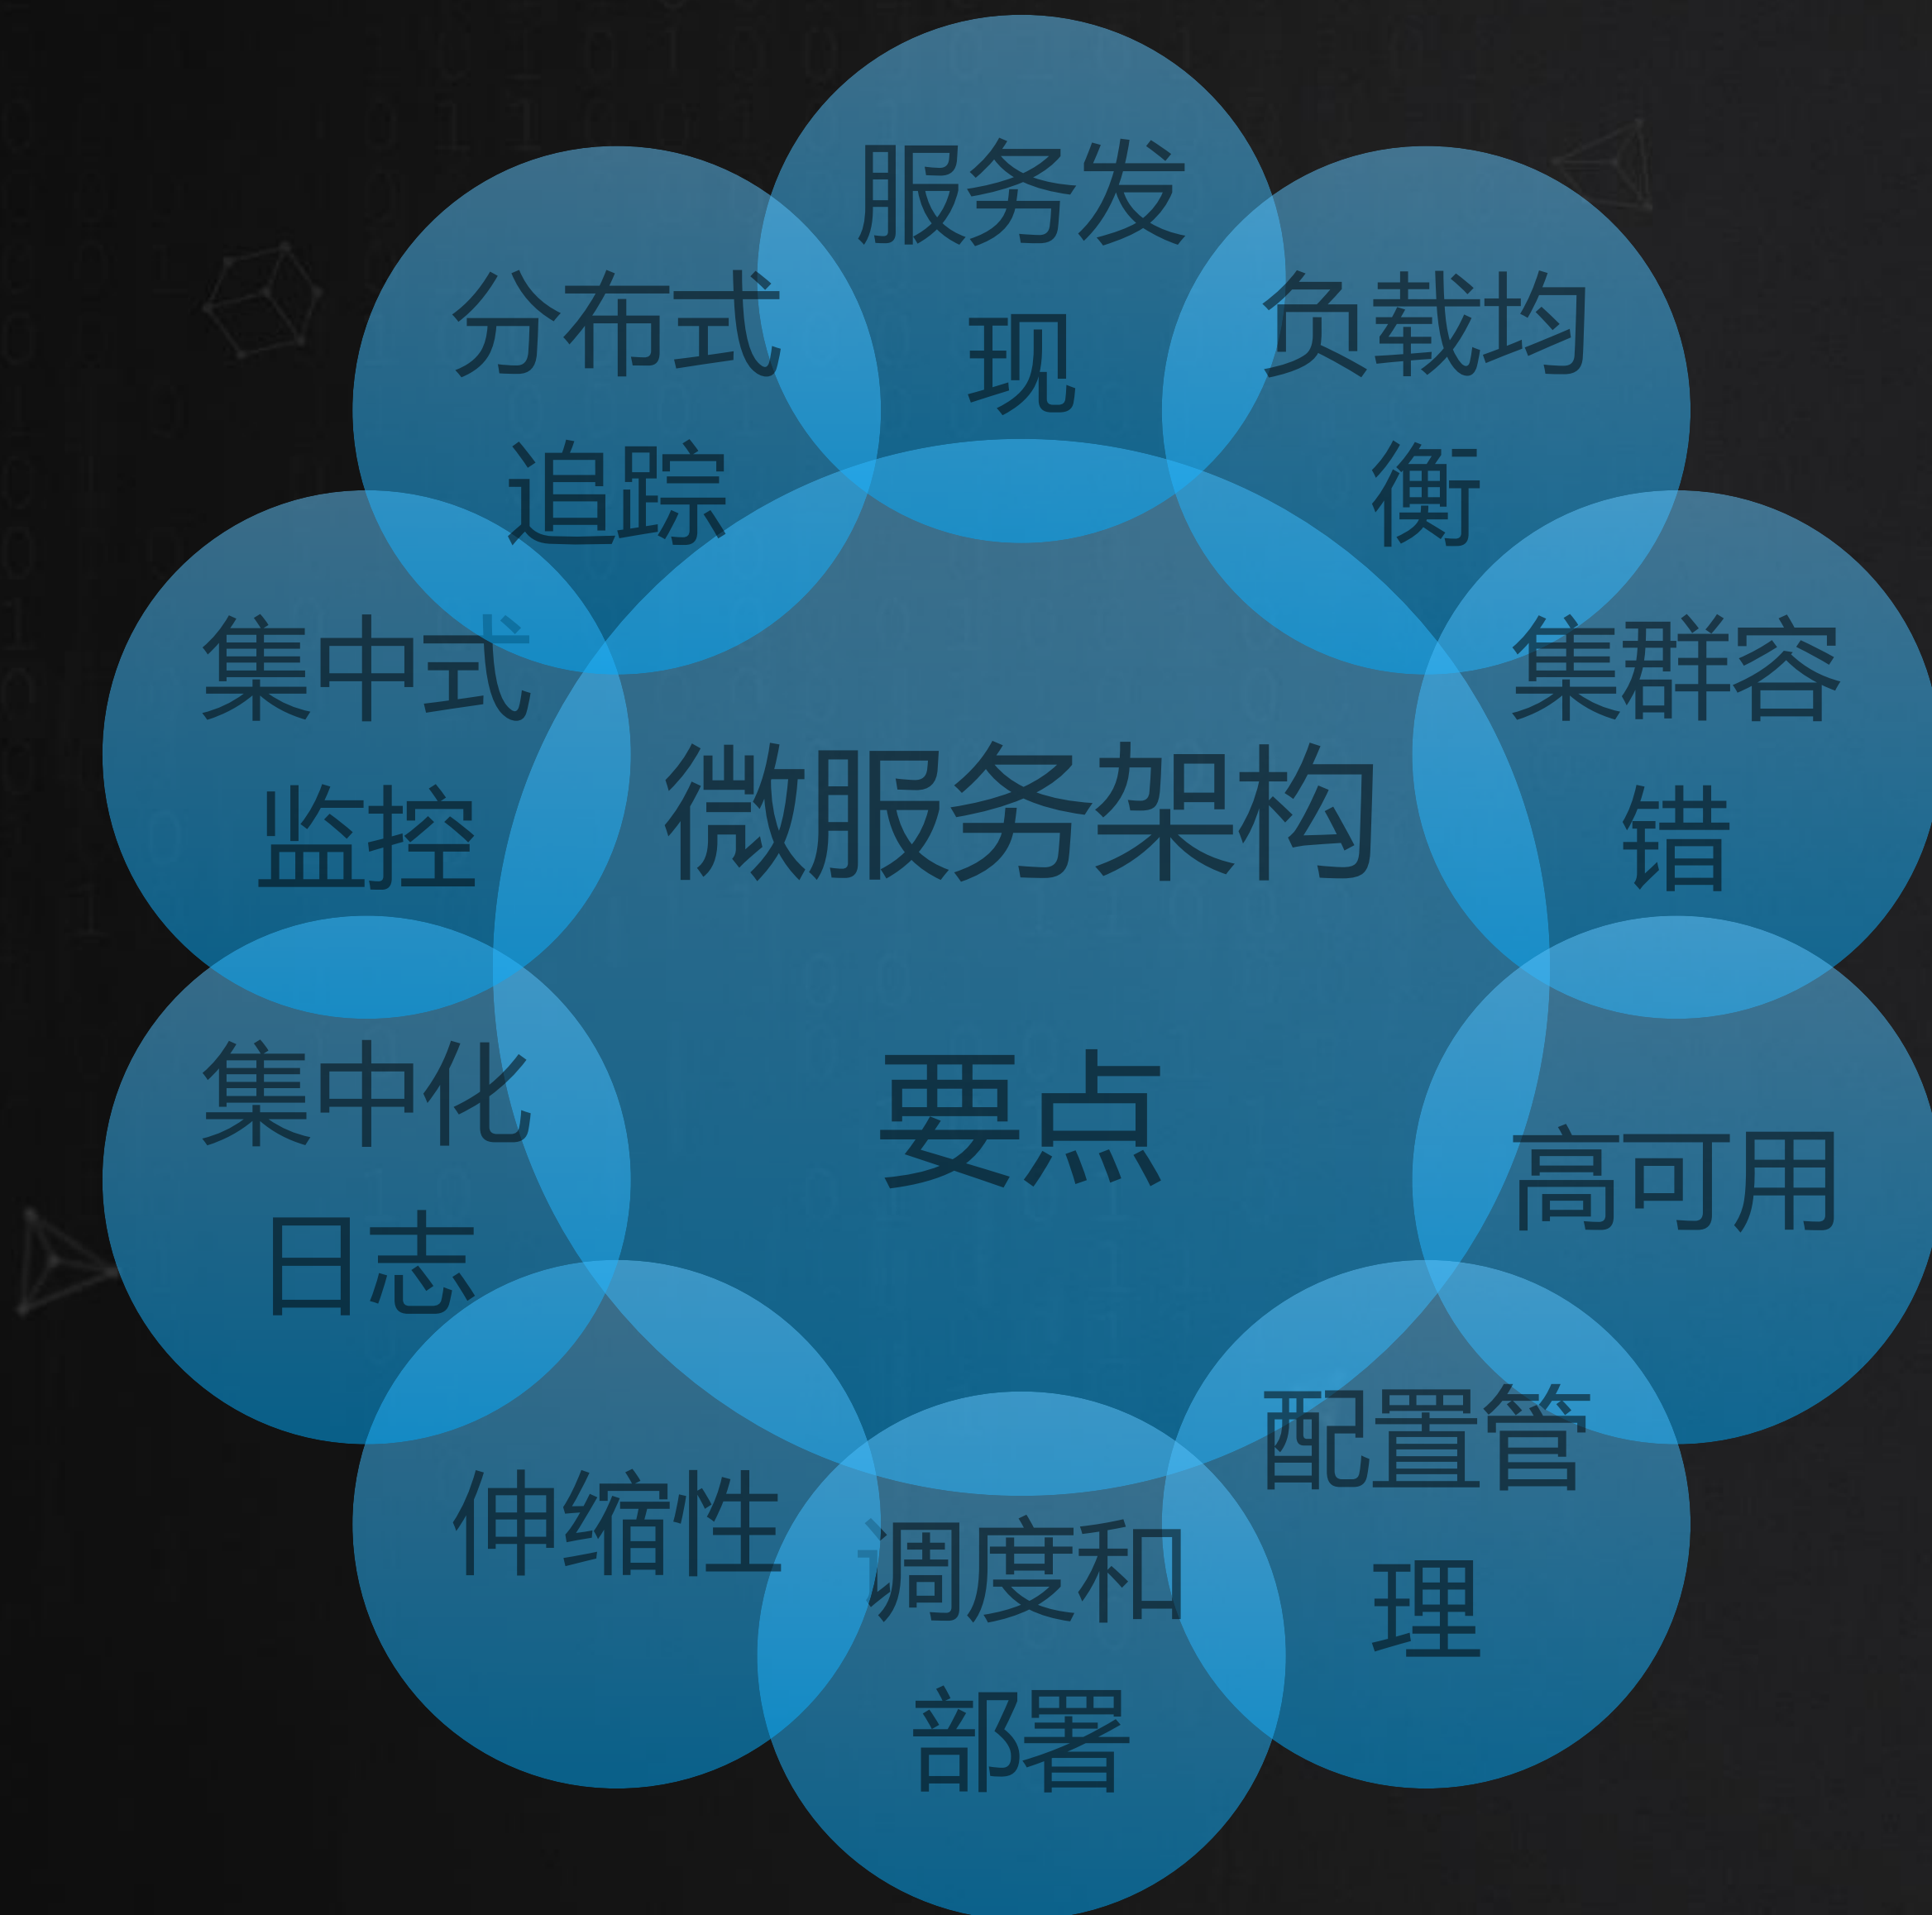 服务发
现
负载均
衡
集群容
错
高可用
配置管
理
调度和
部署
伸缩性
集中化
日志
集中式
监控
分布式
追踪
微服务架构
要点